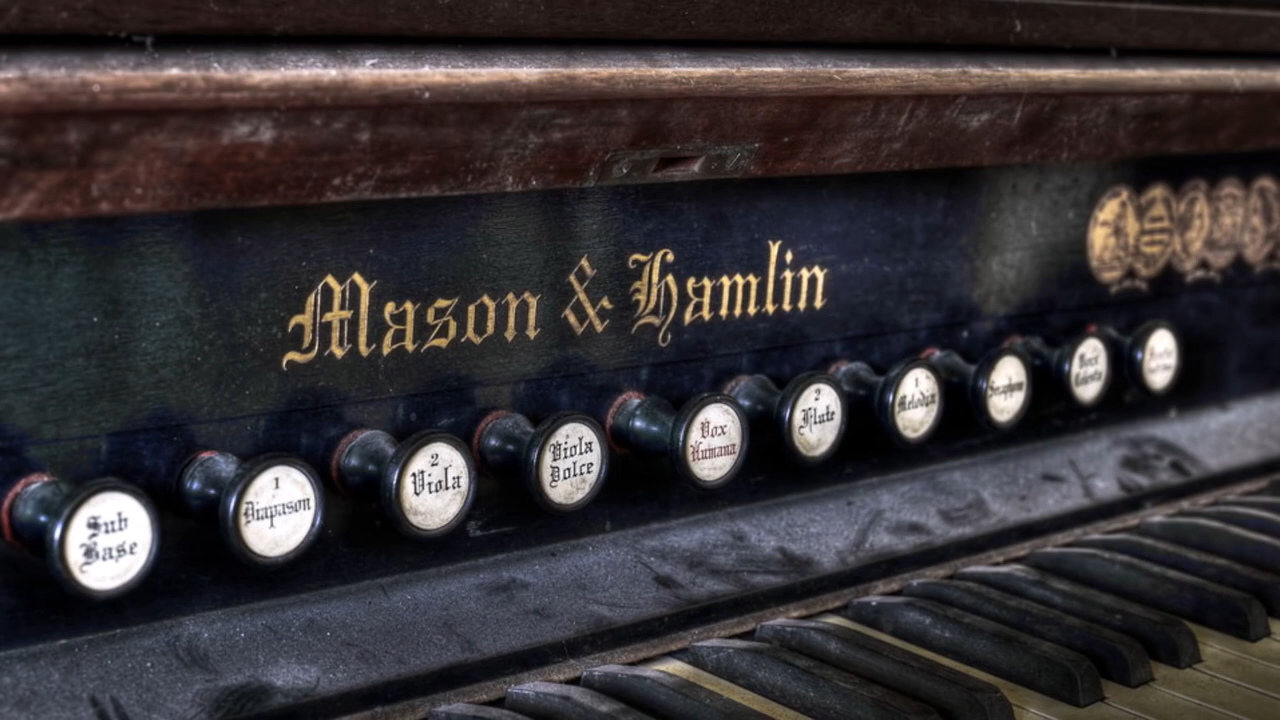 Mason & Hamlin
Sub
Base
1
Diapason
2
Viola
Viola
Dolce
Vox
Humana
2
Flute
1
Melodia
Seraphone
Voix
Celeste